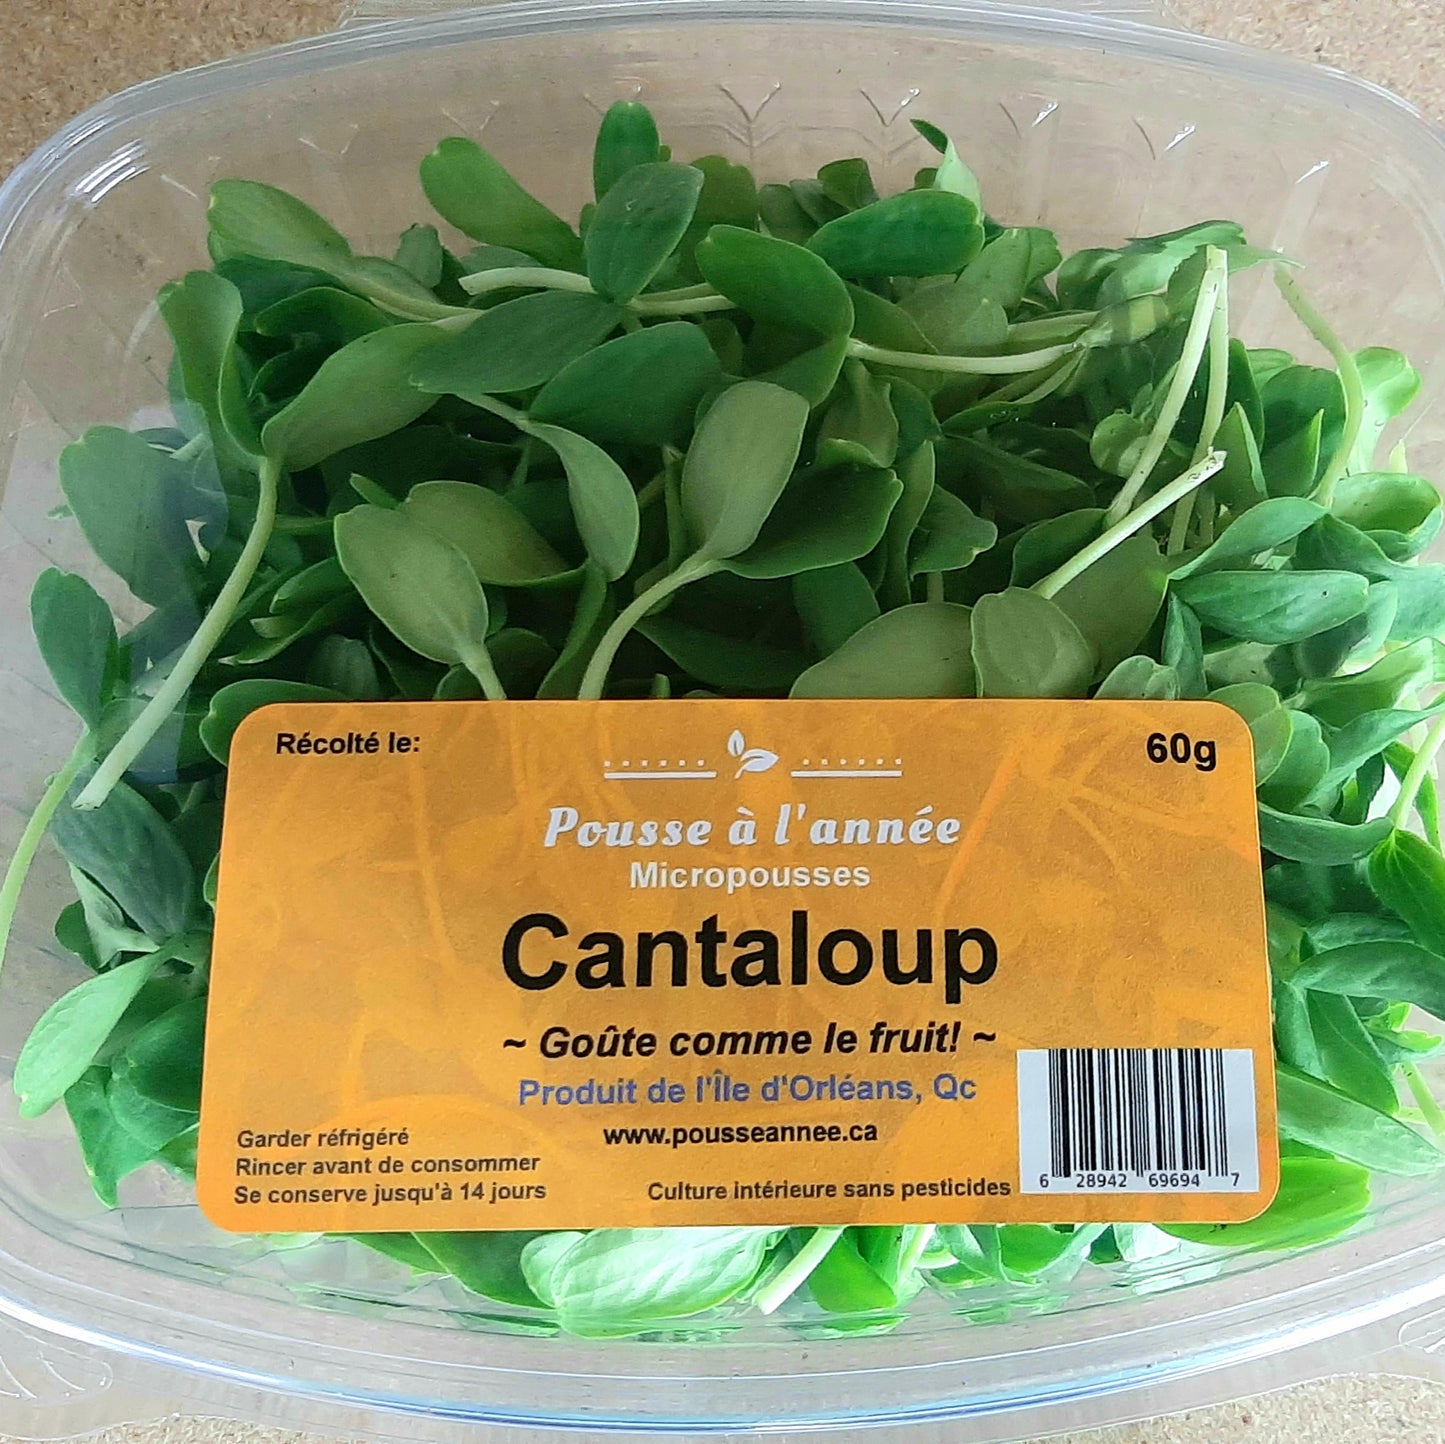 Récolté le:
60g
Pousse à l'année
Micropousses
Cantaloup
~ Goûte comme le fruit! ~
Produit de l'Île d'Orléans, Qc
www.pousseannee.ca
Garder réfrigéré
Rincer avant de consommer
Se conserve jusqu'à 14 jours
Culture intérieure sans pesticides
6 28942 69694 7